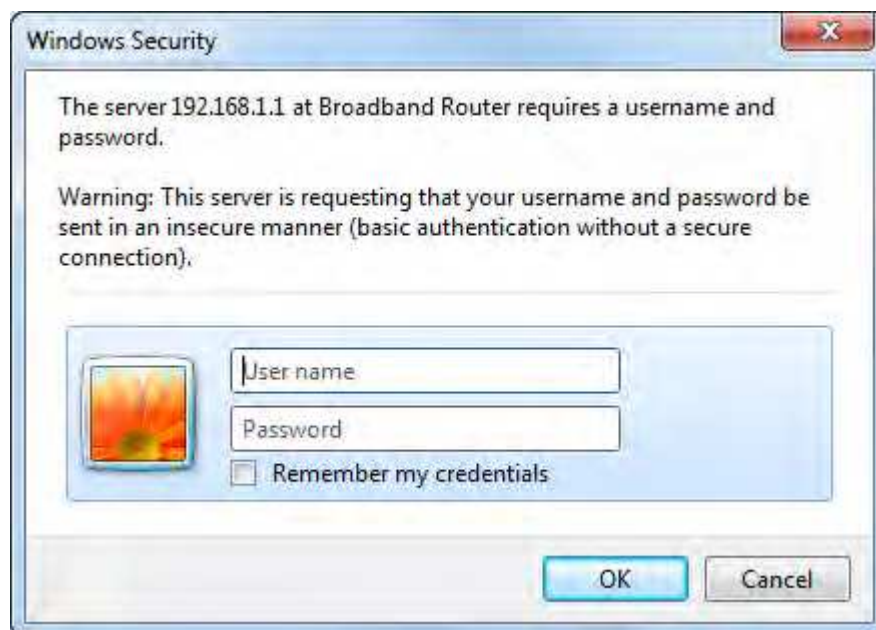 Windows Security
The server 192.168.1.1 at Broadband Router requires a username and
password.
Warning: This server is requesting that your username and password be
sent in an insecure manner (basic authentication without a secure
connection).
User name
Password
Remember my credentials
OK
Cancel